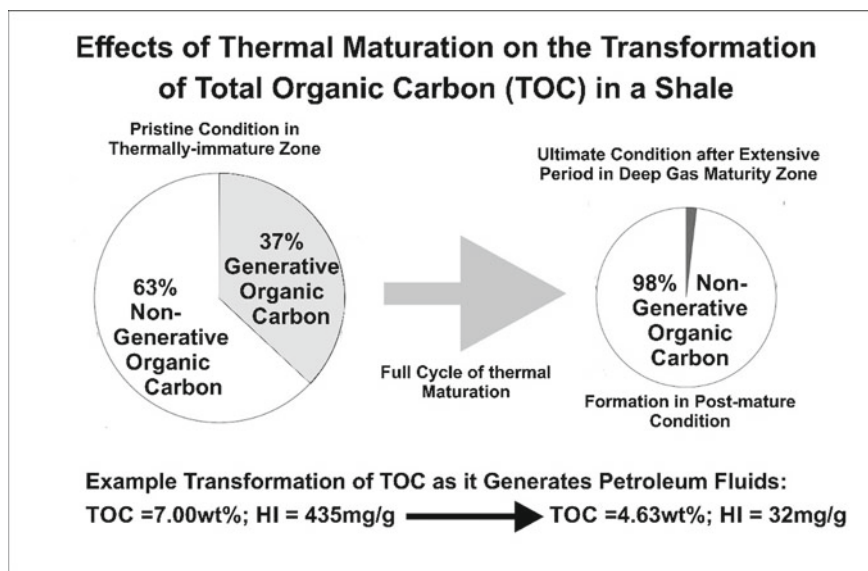 Effects of Thermal Maturation on the Transformation
of Total Organic Carbon (TOC) in a Shale
Pristine Condition in
Thermally-immature Zone
37%
Generative
Organic
Carbon
63%
Non-
Generative
Organic
Carbon
Full Cycle of thermal
Maturation
Ultimate Condition after Extensive
Period in Deep Gas Maturity Zone
98% Non-
Generative
Organic
Carbon
Formation in Post-mature
Condition
Example Transformation of TOC as it Generates Petroleum Fluids:
TOC =7.00wt%; HI = 435mg/g TOC =4.63wt%; HI = 32mg/g